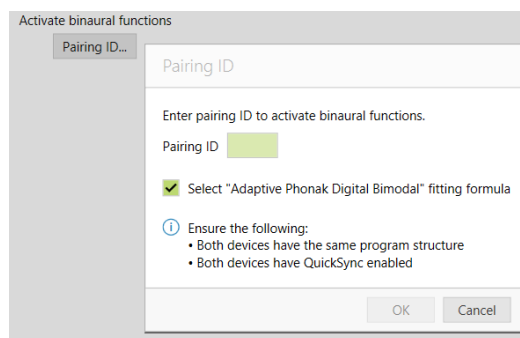 Activate binaural functions
Pairing ID...
Pairing ID
Enter pairing ID to activate binaural functions.
Pairing ID
Select "Adaptive Phonak Digital Bimodal" fitting formula
Ensure the following:
• Both devices have the same program structure
• Both devices have QuickSync enabled
OK Cancel